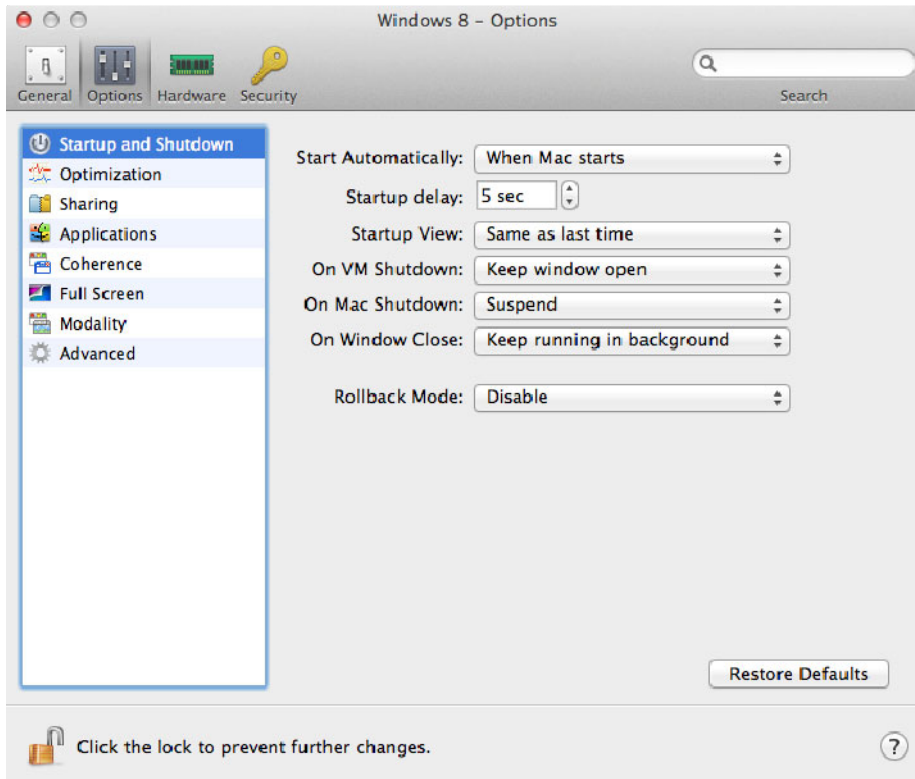 Windows 8 – Options
General Options Hardware Security
Search
Startup and Shutdown
Optimization
Sharing
Applications
Coherence
Full Screen
Modality
Advanced
Start Automatically: When Mac starts
Startup delay: 5 sec
Startup View: Same as last time
On VM Shutdown: Keep window open
On Mac Shutdown: Suspend
On Window Close: Keep running in background
Rollback Mode: Disable
Restore Defaults
Click the lock to prevent further changes.
?